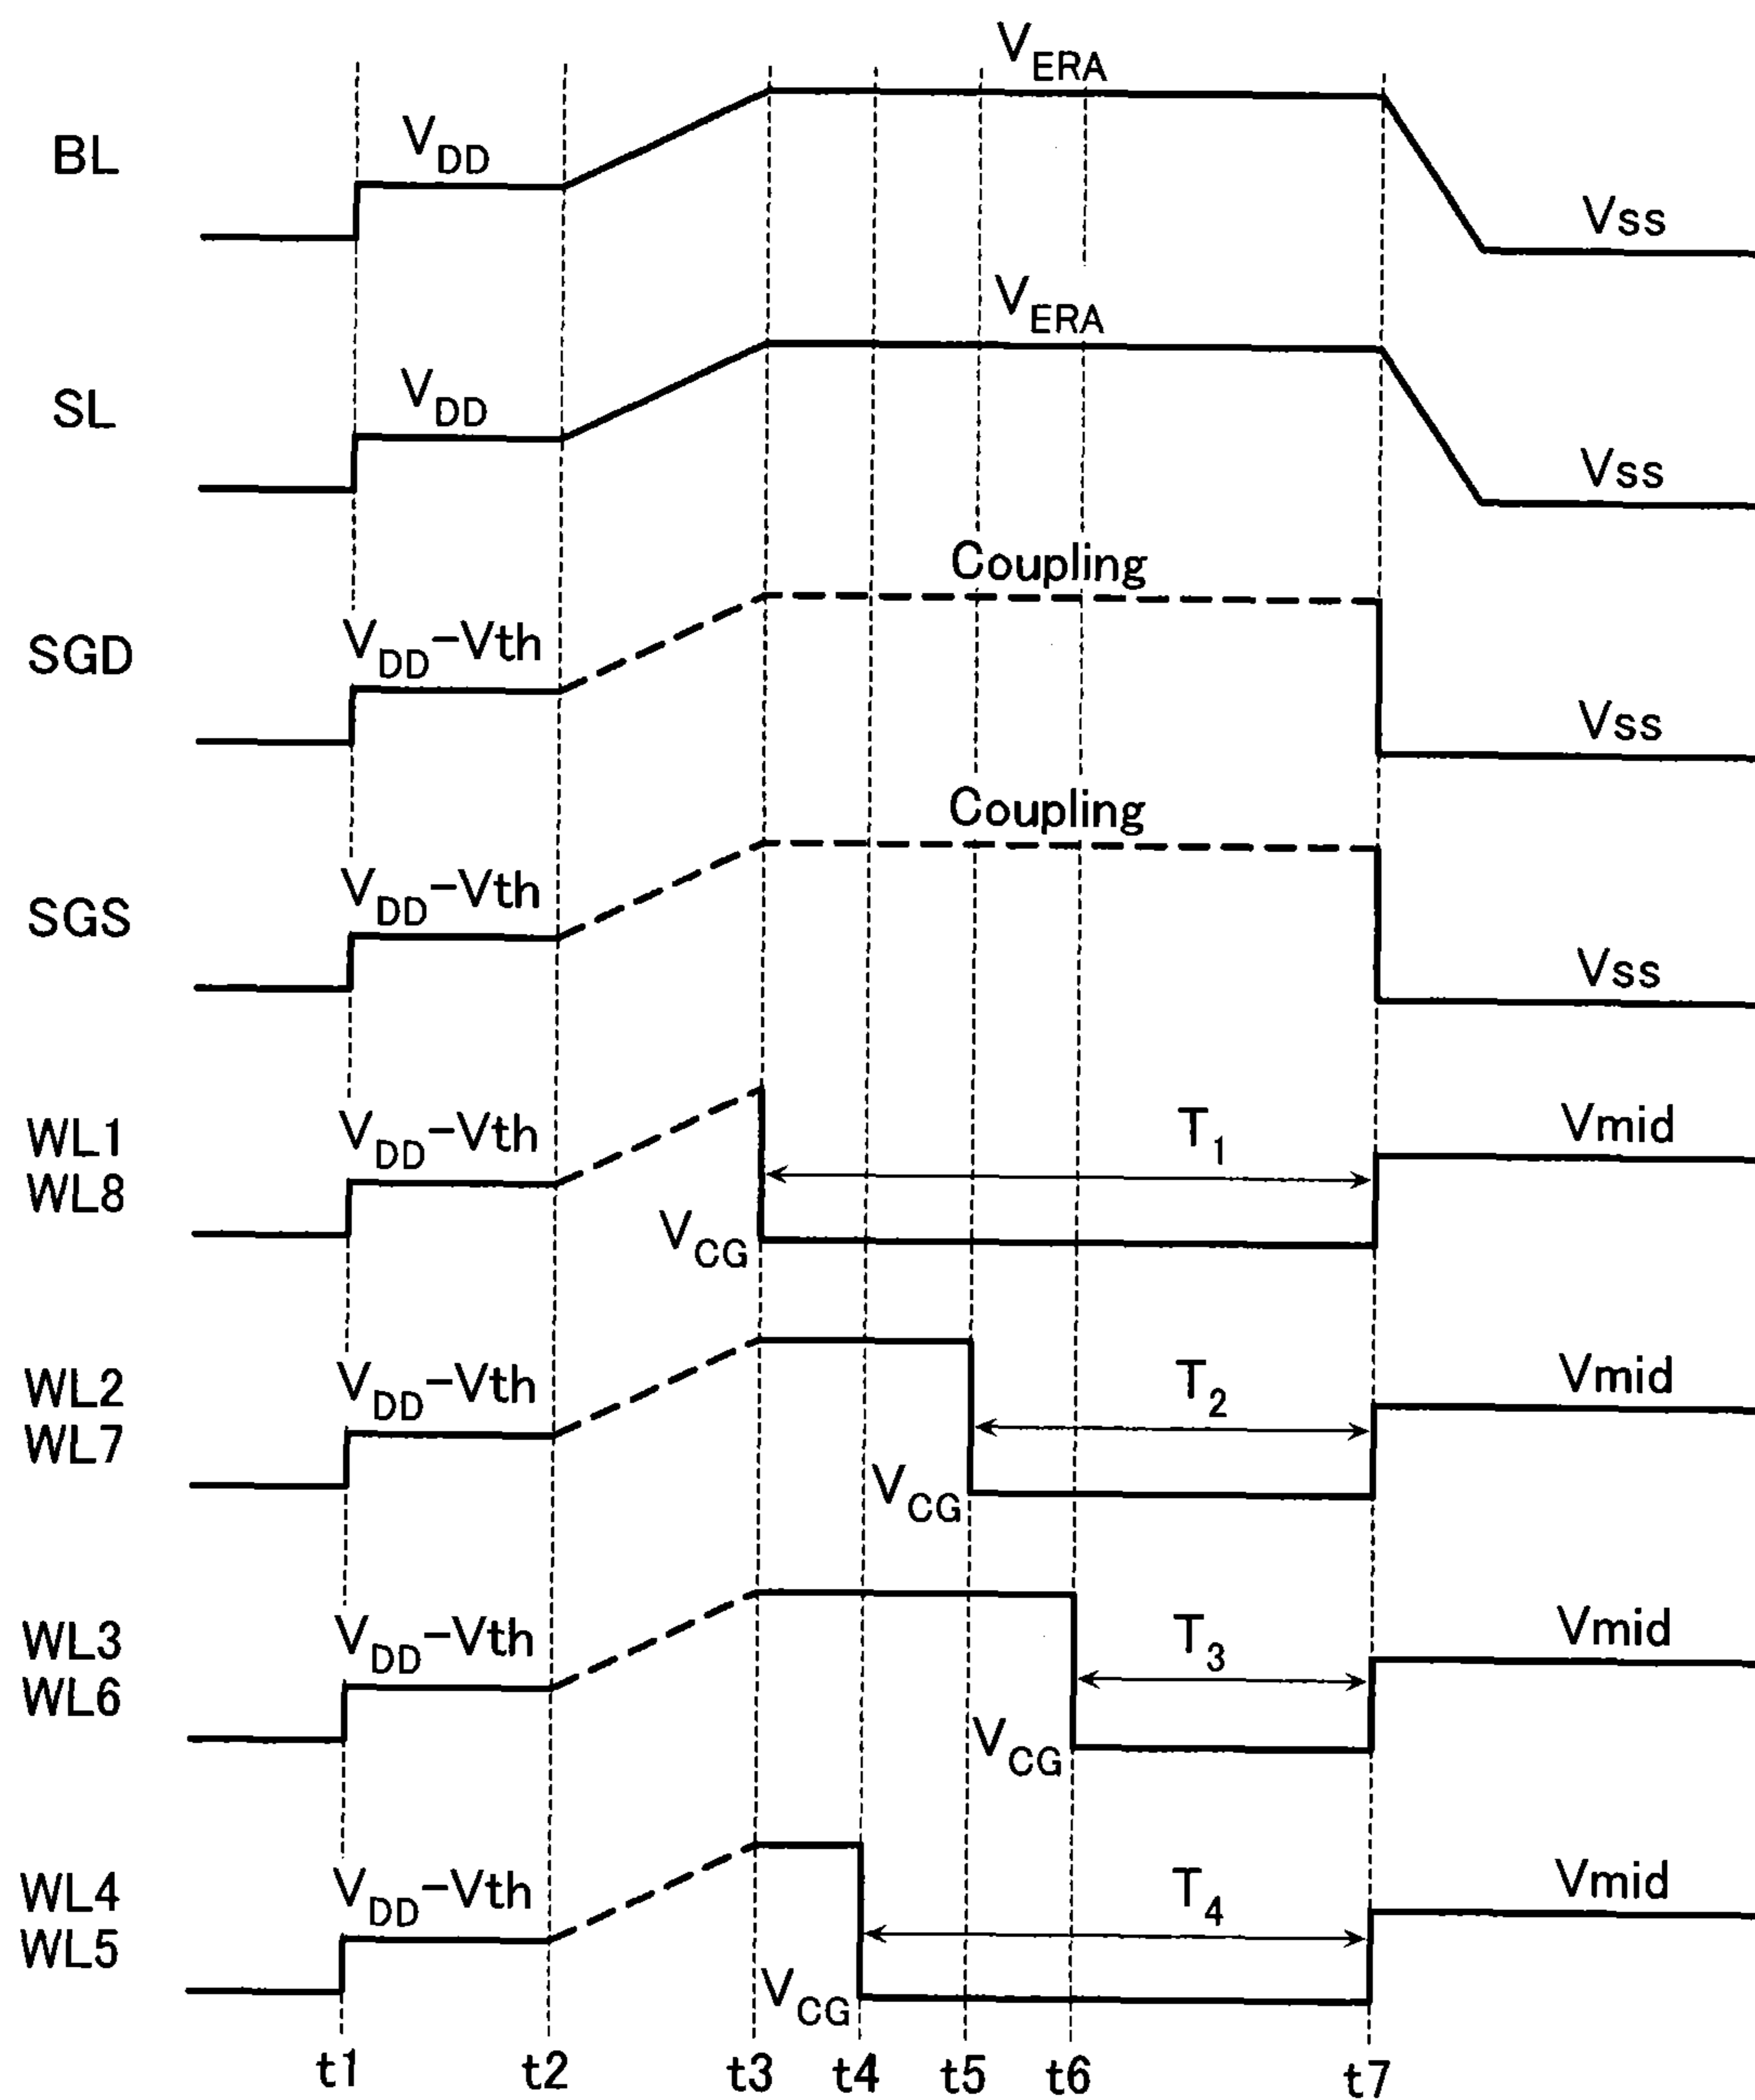 V_ERA
BL V_DD Vss
V_ERA
SL V_DD Vss
Coupling
SGD V_DD-Vth Vss
Coupling
SGS V_DD-Vth Vss
WL1 V_DD-Vth T_1 Vmid
WL8 V_CG
WL2 V_DD-Vth T_2 Vmid
WL7 V_CG
WL3 V_DD-Vth T_3 Vmid
WL6 V_CG
WL4 V_DD-Vth T_4 Vmid
WL5 V_CG
t1 t2 t3 t4 t5 t6 t7